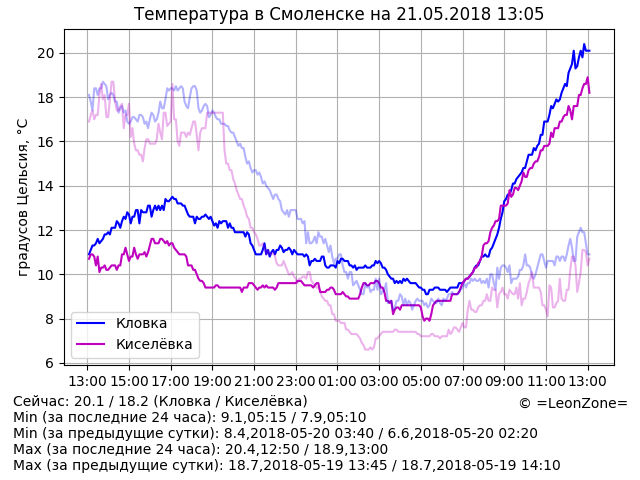 Температура в Смоленске на 21.05.2018 13:05
градусов Цельсия, °C
20
18
16
14
12
10
8
6
Кловка
Киселёвка
13:00 15:00 17:00 19:00 21:00 23:00 01:00 03:00 05:00 07:00 09:00 11:00 13:00
Сейчас: 20.1 / 18.2 (Кловка / Киселёвка)
© =LeonZone=
Min (за последние 24 часа): 9.1,05:15 / 7.9,05:10
Min (за предыдущие сутки): 8.4,2018-05-20 03:40 / 6.6,2018-05-20 02:20
Max (за последние 24 часа): 20.4,12:50 / 18.9,13:00
Max (за предыдущие сутки): 18.7,2018-05-19 13:45 / 18.7,2018-05-19 14:10